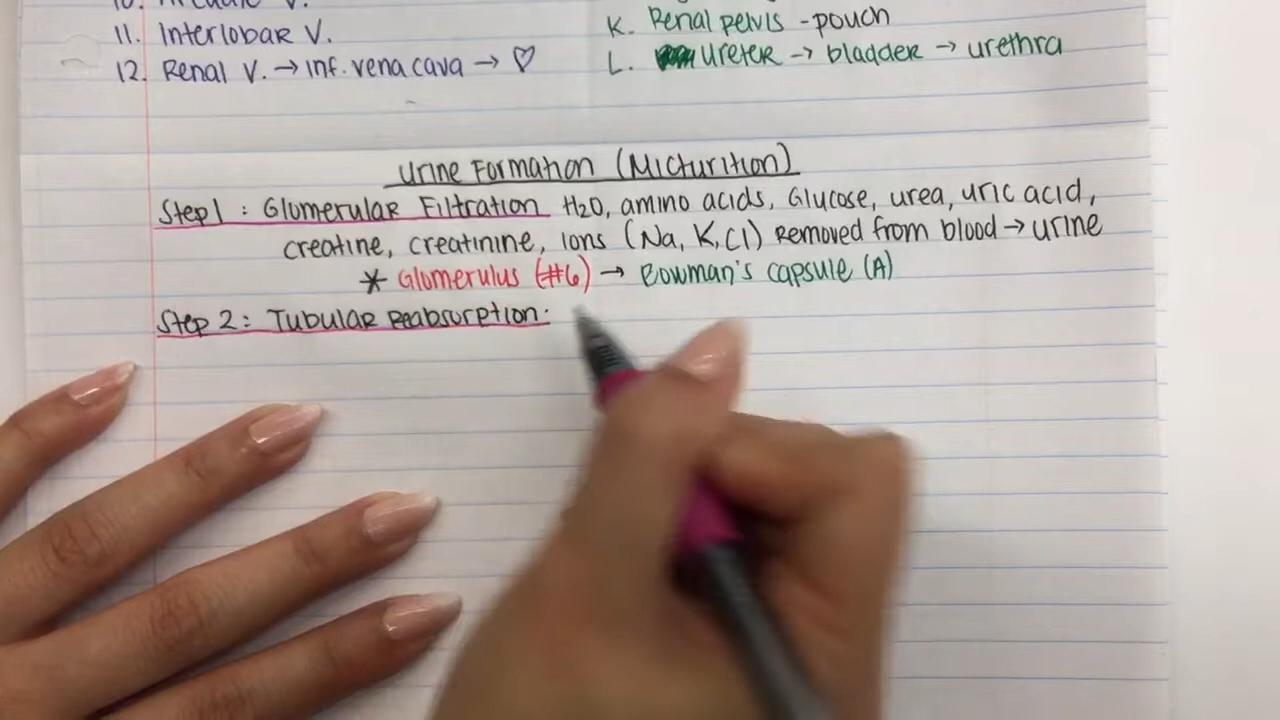 V.
11. Interlobar V.
12. Renal V. → inf. vena cava → ♡
K. Renal pelvis - pouch
L. ureter → bladder → urethra
Urine Formation (Micturition)
Step 1: Glomerular Filtration H2O, amino acids, Glucose, urea, uric acid,
creatine, creatinine, ions (Na, K, Cl) Removed from blood → urine
* Glomerulus (#6) → Bowman's capsule (A)
Step 2: Tubular Reabsorption: